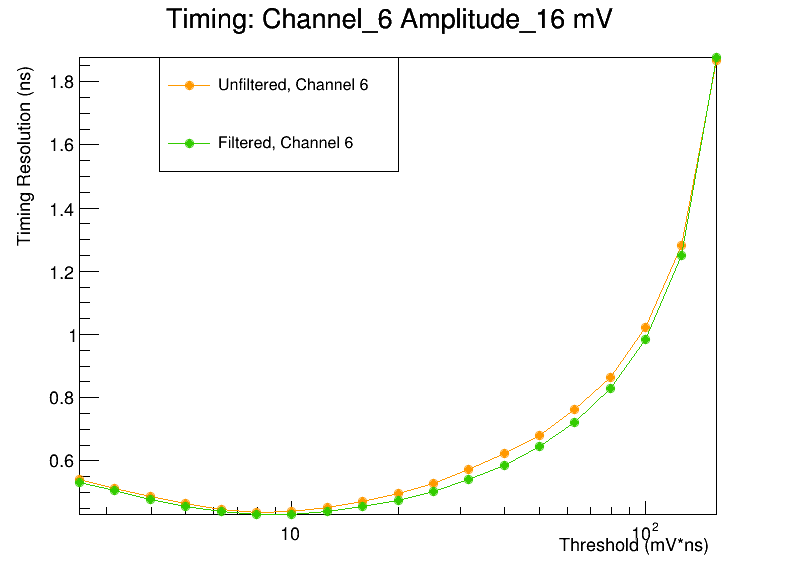 Timing: Channel_6 Amplitude_16 mV
Timing Resolution (ns)
Unfiltered, Channel 6
Filtered, Channel 6
1.8
1.6
1.4
1.2
1
0.8
0.6
10
10²
Threshold (mV*ns)